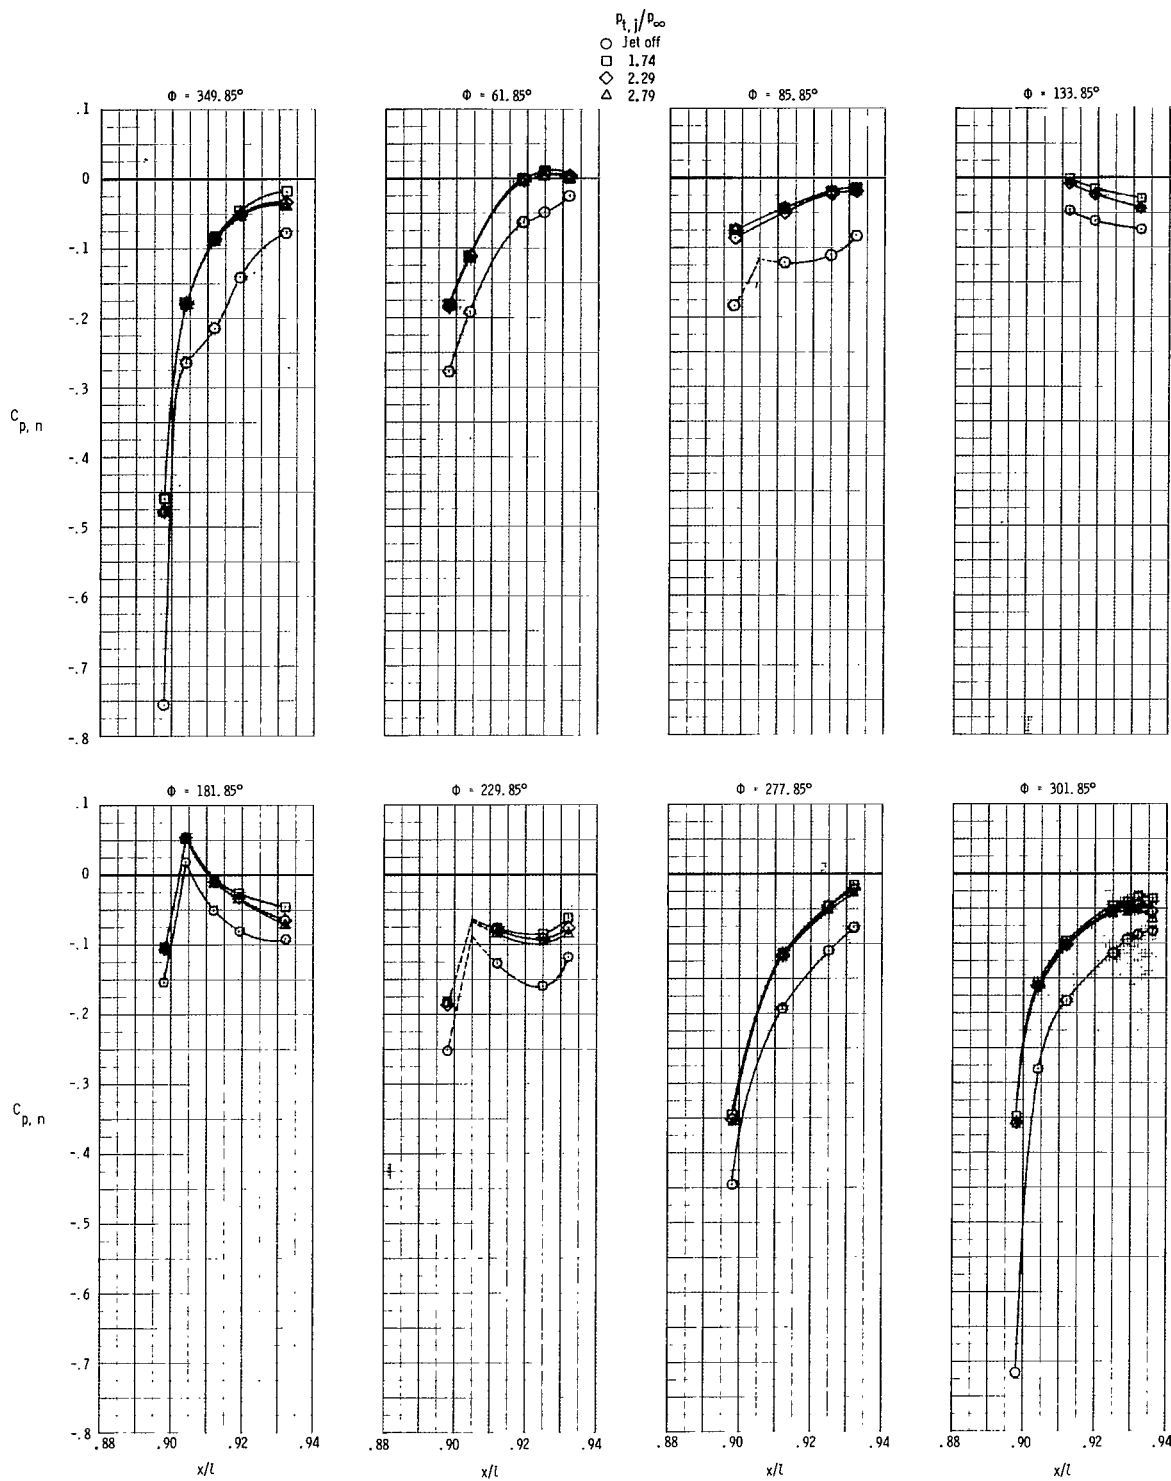 p_t,j/p_∞
○ Jet off
□ 1.74
◇ 2.29
△ 2.79
Φ = 349.85°
Φ = 61.85°
Φ = 85.85°
Φ = 133.85°
.1
0
-.1
-.2
-.3
C_p,n
-.4
-.5
-.6
-.7
-.8
Φ = 181.85°
Φ = 229.85°
Φ = 277.85°
Φ = 301.85°
.1
0
-.1
-.2
-.3
C_p,n
-.4
-.5
-.6
-.7
-.8
.88 .90 .92 .94
.88 .90 .92 .94
.88 .90 .92 .94
.88 .90 .92 .94
x/l
x/l
x/l
x/l